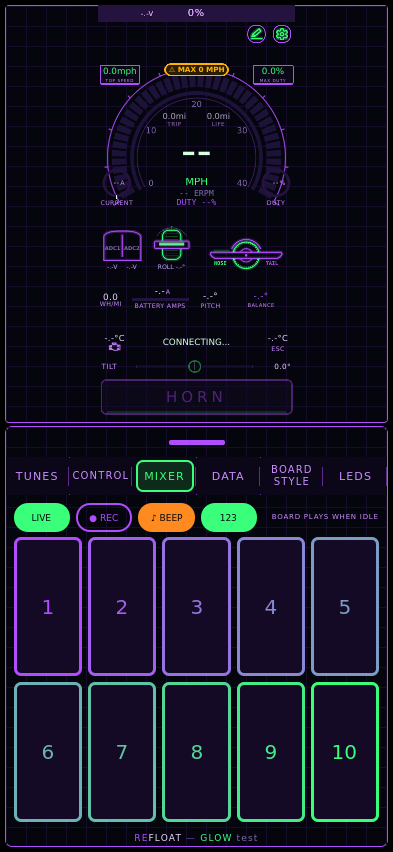 -.-V 0%
0.0mph
TOP SPEED
⚠ MAX 0 MPH
0.0%
MAX DUTY
20
0.0mi 0.0mi
TRIP LIFE
10 30
-- 
0 40
MPH
-- ERPM
DUTY --%
--A
CURRENT
--%
DUTY
ADC1 ADC2
-.-V -.-V
ROLL -.-°
NOSE TAIL
0.0
WH/MI
-.-A
BATTERY AMPS
-.-°
PITCH
-.-°
BALANCE
-.-°C
CONNECTING...
-.-°C
ESC
TILT 0.0°
HORN
TUNES CONTROL MIXER DATA BOARD STYLE LEDS
LIVE ● REC ♪ BEEP 123 BOARD PLAYS WHEN IDLE
1 2 3 4 5
6 7 8 9 10
REFLOAT — GLOW test